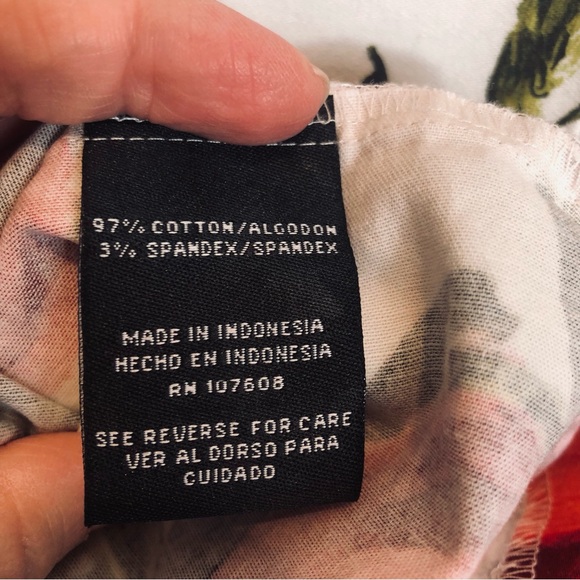 97% COTTON/ALGODON
3% SPANDEX/SPANDEX
MADE IN INDONESIA
HECHO EN INDONESIA
RN 107608
SEE REVERSE FOR CARE
VER AL DORSO PARA
CUIDADO